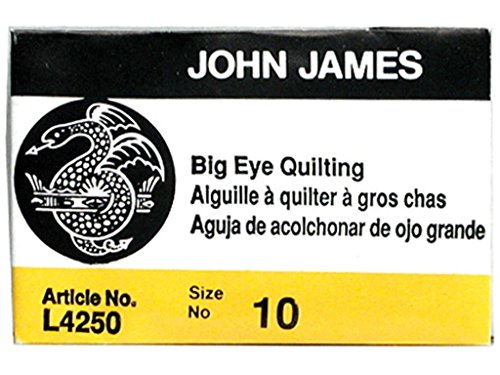 JOHN JAMES
Big Eye Quilting
Alguille à quilter à gros chas
Aguja de acolchonar de ojo grande
Article No. Size
L4250 No 10